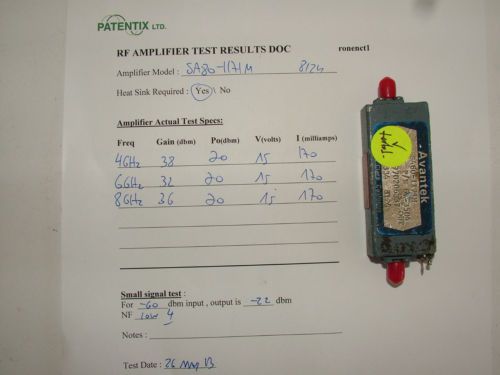 PATENTIX LTD.
RF AMPLIFIER TEST RESULTS DOC ronenct1
Amplifier Model : SA86-1171M 8124
Heat Sink Required : Yes \ No
Amplifier Actual Test Specs:
Freq Gain (dbm) Po(dbm) V(volts) I (milliamps)
4GHz 38 20 15 170
6GHz 32 20 15 170
8GHz 36 20 15 170
Small signal test :
For -60 dbm input , output is -22 dbm
NF Low 4
Notes :
Test Date : 26 May 13
Avantek